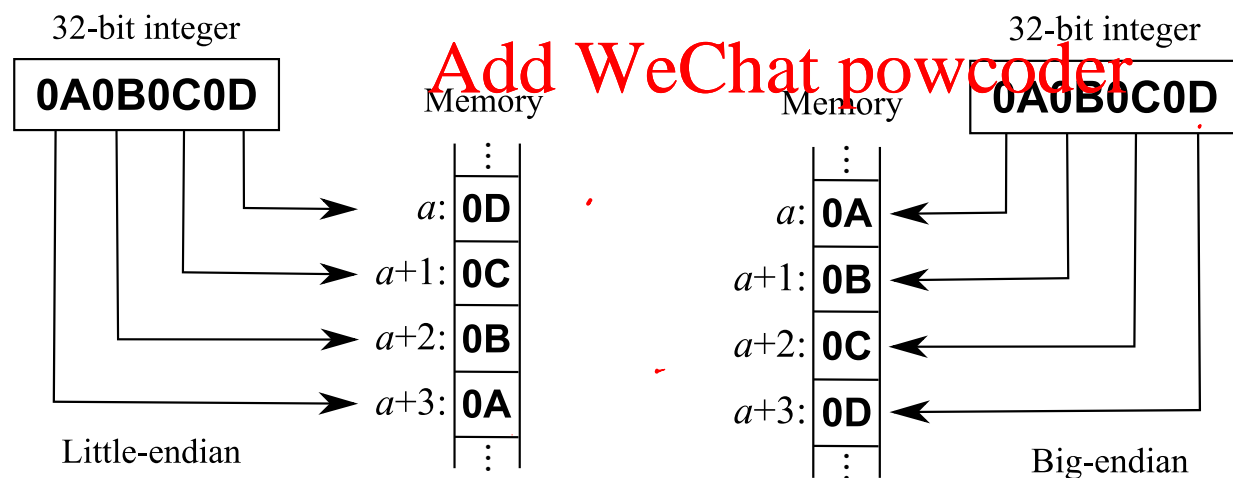 32-bit integer
0A0B0C0D
Memory
⋮
a: 0D
a+1: 0C
a+2: 0B
a+3: 0A
⋮
Little-endian
Add WeChat powcoder
32-bit integer
0A0B0C0D
Memory
⋮
a: 0A
a+1: 0B
a+2: 0C
a+3: 0D
⋮
Big-endian